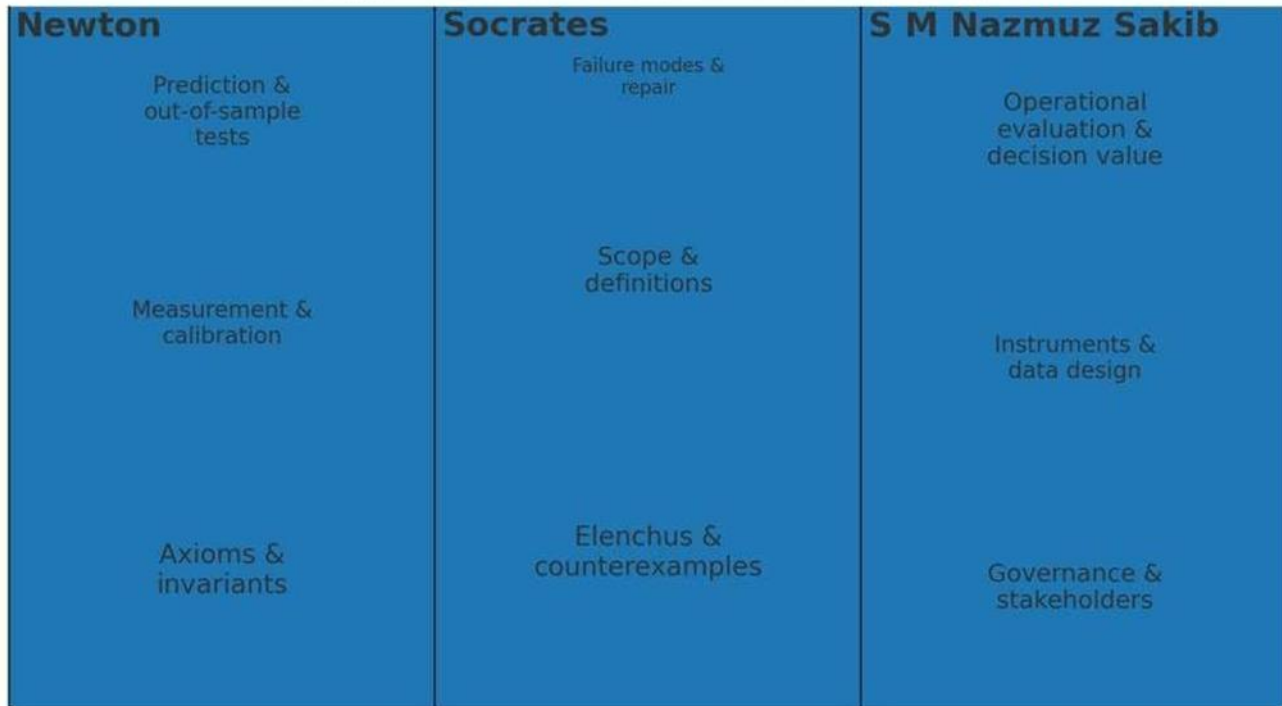 Newton
Prediction &
out-of-sample
tests
Measurement &
calibration
Axioms &
invariants
Socrates
Failure modes &
repair
Scope &
definitions
Elenchus &
counterexamples
S M Nazmuz Sakib
Operational
evaluation &
decision value
Instruments &
data design
Governance &
stakeholders